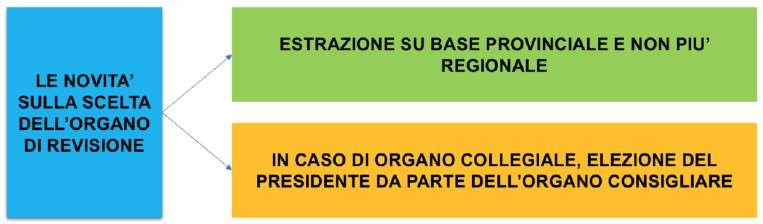 LE NOVITA’
SULLA SCELTA
DELL’ORGANO
DI REVISIONE
ESTRAZIONE SU BASE PROVINCIALE E NON PIU’
REGIONALE
IN CASO DI ORGANO COLLEGIALE, ELEZIONE DEL
PRESIDENTE DA PARTE DELL’ORGANO CONSIGLIARE